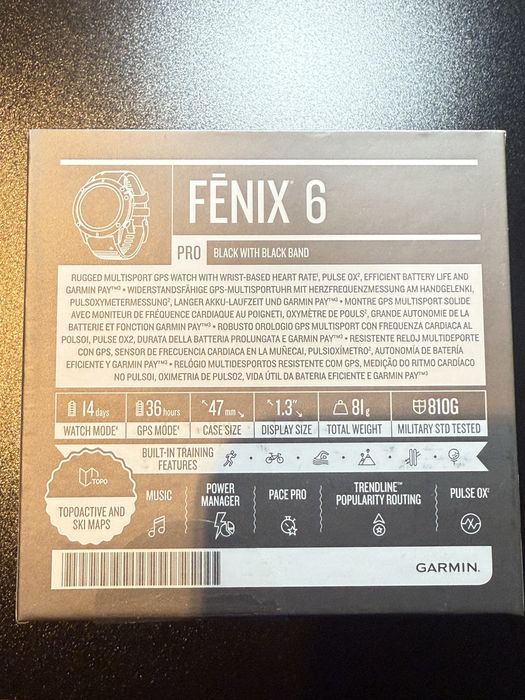 FĒNIX® 6
PRO BLACK WITH BLACK BAND
RUGGED MULTISPORT GPS WATCH WITH WRIST-BASED HEART RATE¹, PULSE OX², EFFICIENT BATTERY LIFE AND
GARMIN PAY™³ • WIDERSTANDSFÄHIGE GPS-MULTISPORTUHR MIT HERZFREQUENZMESSUNG AM HANDGELENK¹,
PULSOXYMETERMESSUNG², LANGER AKKU-LAUFZEIT UND GARMIN PAY™³ • MONTRE GPS MULTISPORT SOLIDE
AVEC MONITEUR DE FRÉQUENCE CARDIAQUE AU POIGNET¹, OXYMÈTRE DE POULS², GRANDE AUTONOMIE DE LA
BATTERIE ET FONCTION GARMIN PAY™³ • ROBUSTO OROLOGIO GPS MULTISPORT CON FREQUENZA CARDIACA AL
POLSO¹, PULSE OX2, DURATA DELLA BATTERIA PROLUNGATA E GARMIN PAY™³ • RESISTENTE RELOJ MULTIDEPORTE
CON GPS, SENSOR DE FRECUENCIA CARDIACA EN LA MUÑECA¹, PULSIOXÍMETRO², AUTONOMÍA DE BATERÍA
EFICIENTE Y GARMIN PAY™³ • RELÓGIO MULTIDESPORTOS RESISTENTE COM GPS, MEDIÇÃO DO RITMO CARDÍACO
NO PULSO¹, OXIMETRIA DE PULSO2, VIDA ÚTIL DA BATERIA EFICIENTE E GARMIN PAY™³
14 days 36 hours 47 mm 1.3" 81 g 810G
WATCH MODE⁴ GPS MODE⁴ CASE SIZE DISPLAY SIZE TOTAL WEIGHT MILITARY STD TESTED
BUILT-IN TRAINING
FEATURES
TOPO
TOPOACTIVE AND
SKI MAPS
MUSIC
POWER
MANAGER
PACE PRO
TRENDLINE™
POPULARITY ROUTING
PULSE OX²
GARMIN.